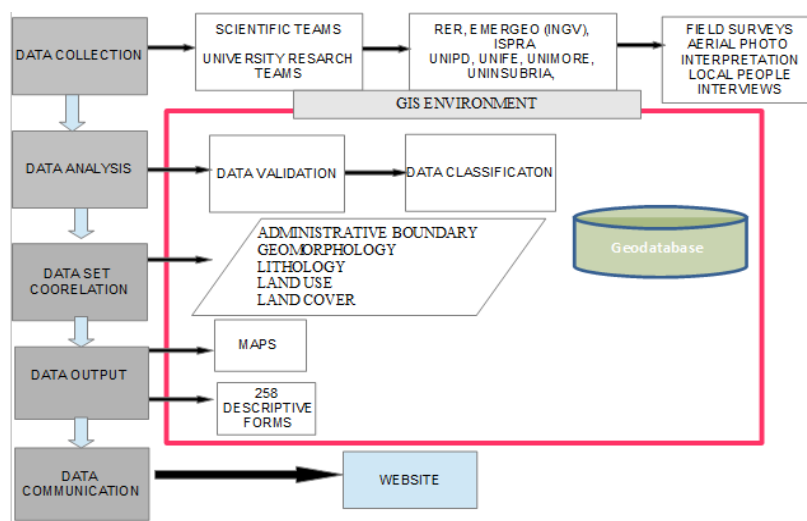 DATA COLLECTION
SCIENTIFIC TEAMS
UNIVERSITY RESARCH
TEAMS
RER, EMERGEO (INGV),
ISPRA
UNIPD, UNIFE, UNIMORE,
UNINSUBRIA,
FIELD SURVEYS
AERIAL PHOTO
INTERPRETATION
LOCAL PEOPLE
INTERVIEWS
GIS ENVIRONMENT
DATA ANALYSIS
DATA VALIDATION
DATA CLASSIFICATON
DATA SET
COORELATION
ADMINISTRATIVE BOUNDARY
GEOMORPHOLOGY
LITHOLOGY
LAND USE
LAND COVER
Geodatabase
DATA OUTPUT
MAPS
258
DESCRIPTIVE
FORMS
DATA
COMMUNICATION
WEBSITE